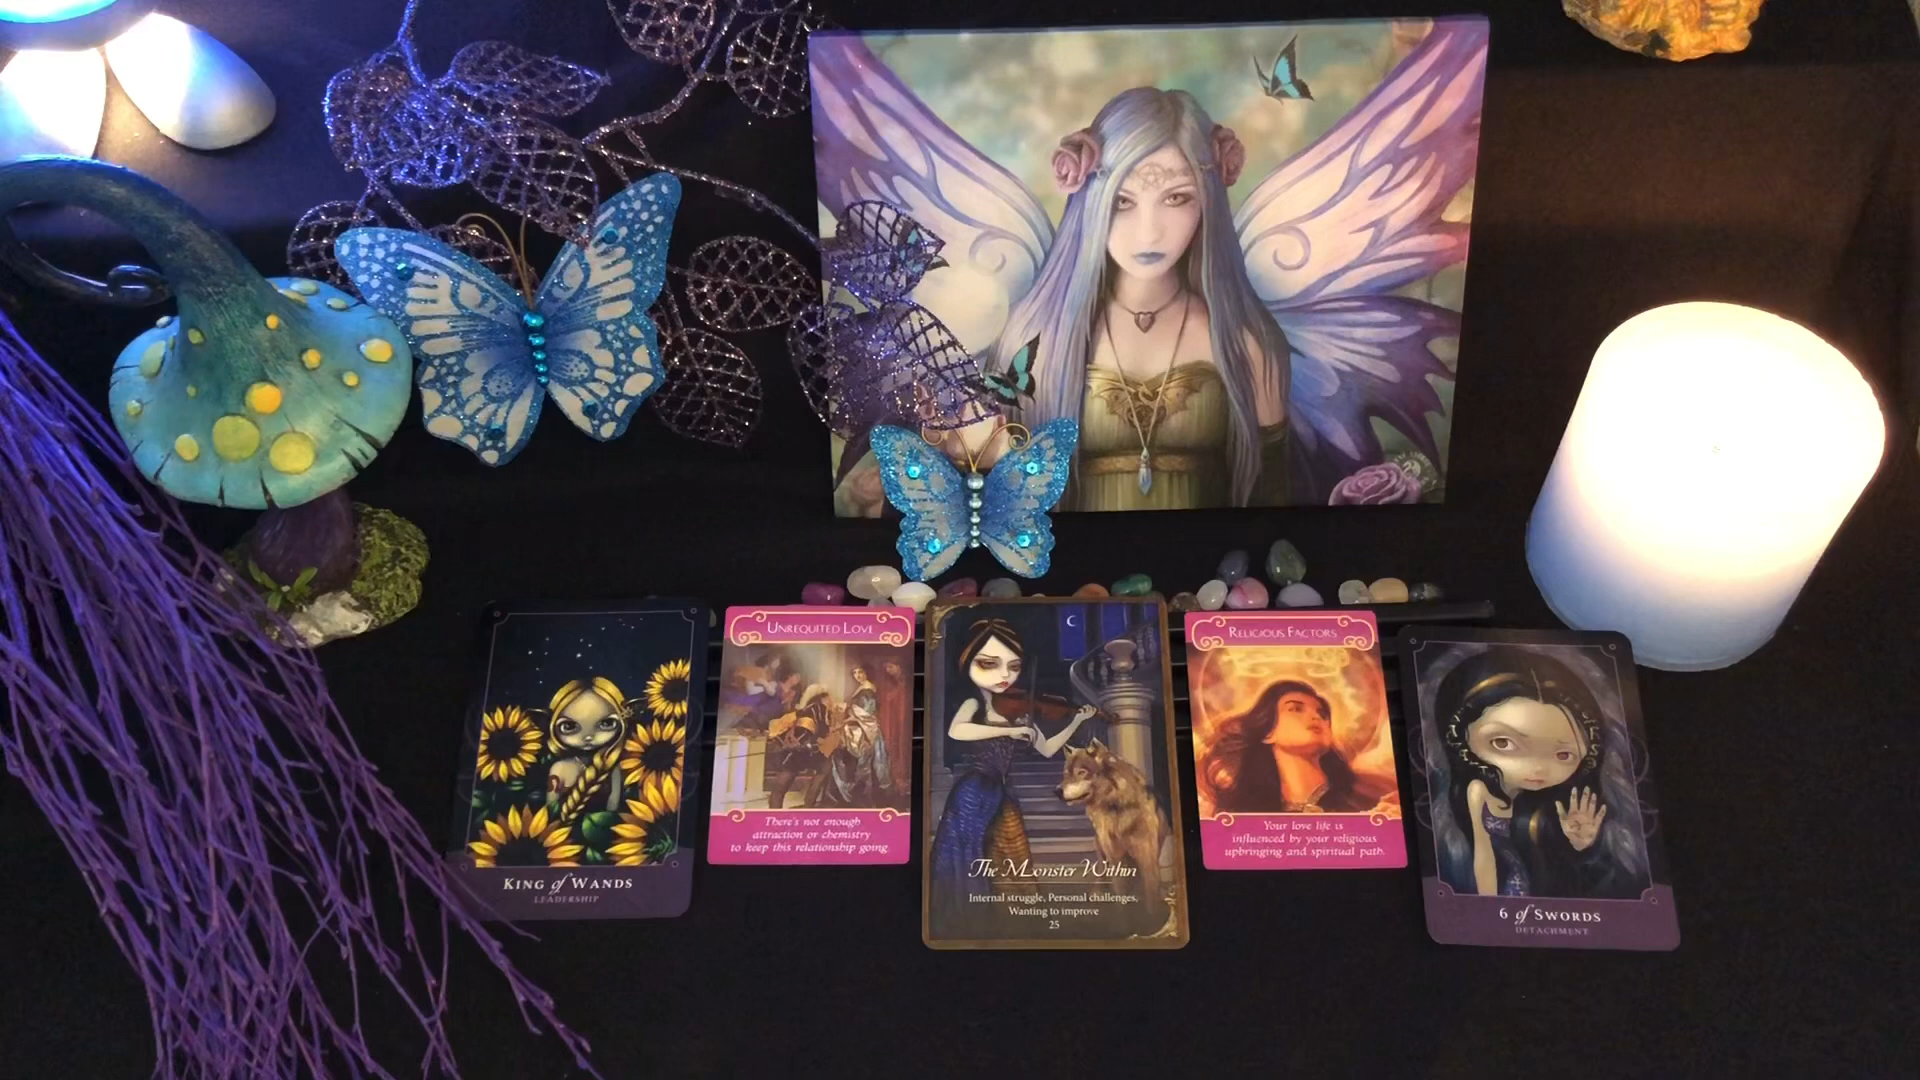 King of Wands
Leadership
Unrequited Love
There's not enough
attraction or chemistry
to keep this relationship going.
The Monster Within
Internal struggle, Personal challenges,
Wanting to improve
25
Religious Factors
Your love life is
influenced by your religious
upbringing and spiritual path.
6 of Swords
Detachment